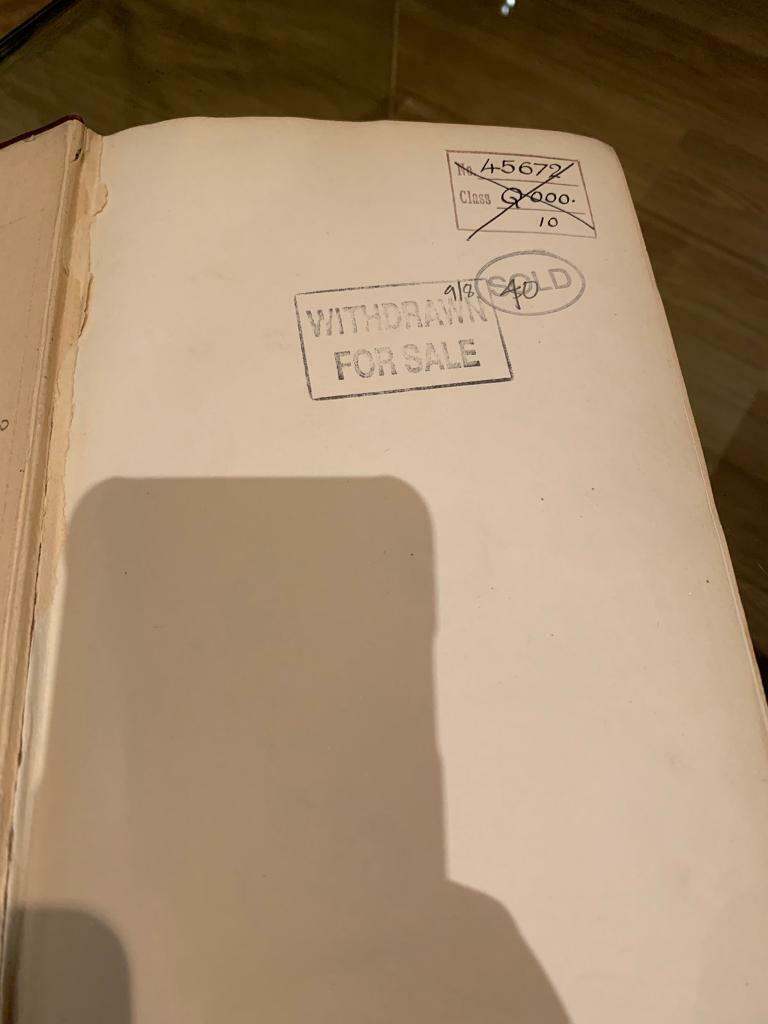 No. 45672
Class Q000.
10
SOLD
9/8 40
WITHDRAWN
FOR SALE